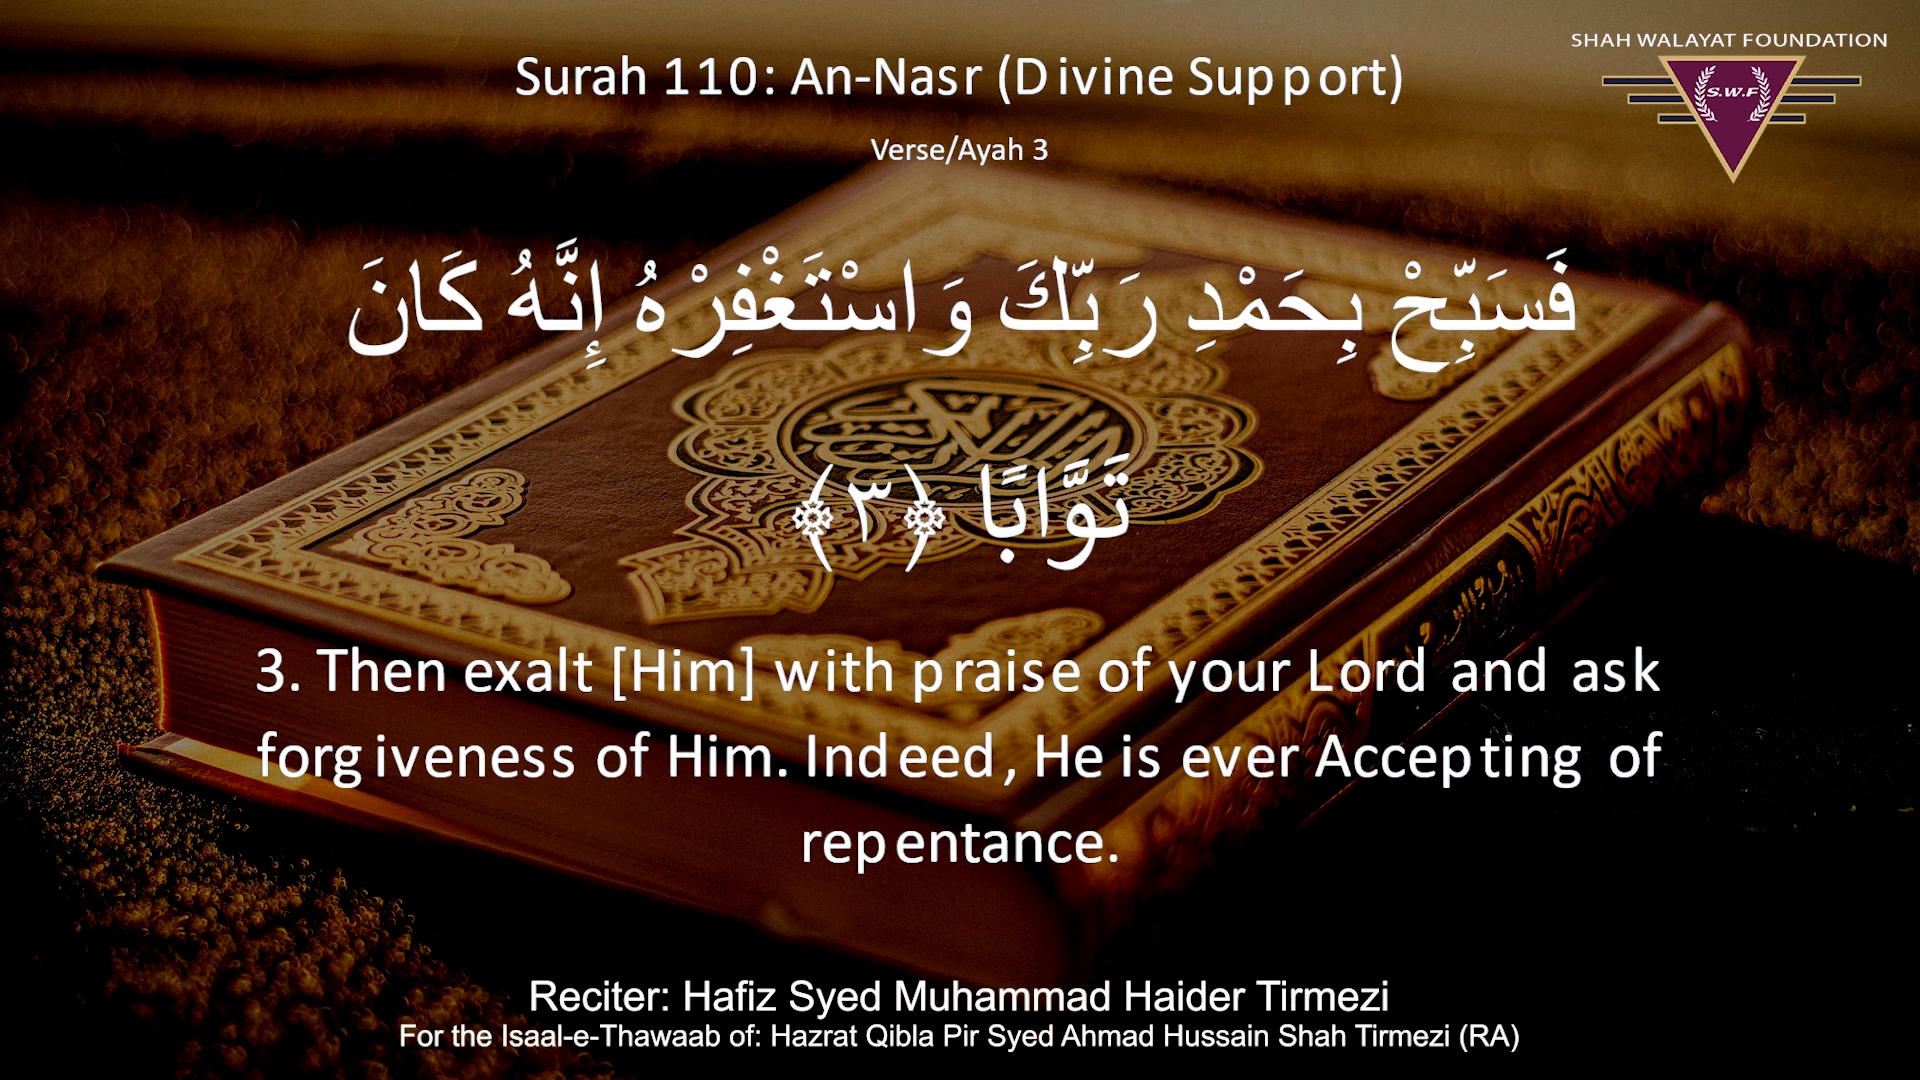 SHAH WALAYAT FOUNDATION
S.W.F
Surah 110: An-Nasr (Divine Support)
Verse/Ayah 3
فَسَبِّحْ بِحَمْدِ رَبِّكَ وَاسْتَغْفِرْهُ إِنَّهُ كَانَ
تَوَّابًا ﴿٣﴾
3. Then exalt [Him] with praise of your Lord and ask
forgiveness of Him. Indeed, He is ever Accepting of
repentance.
Reciter: Hafiz Syed Muhammad Haider Tirmezi
For the Isaal-e-Thawaab of: Hazrat Qibla Pir Syed Ahmad Hussain Shah Tirmezi (RA)